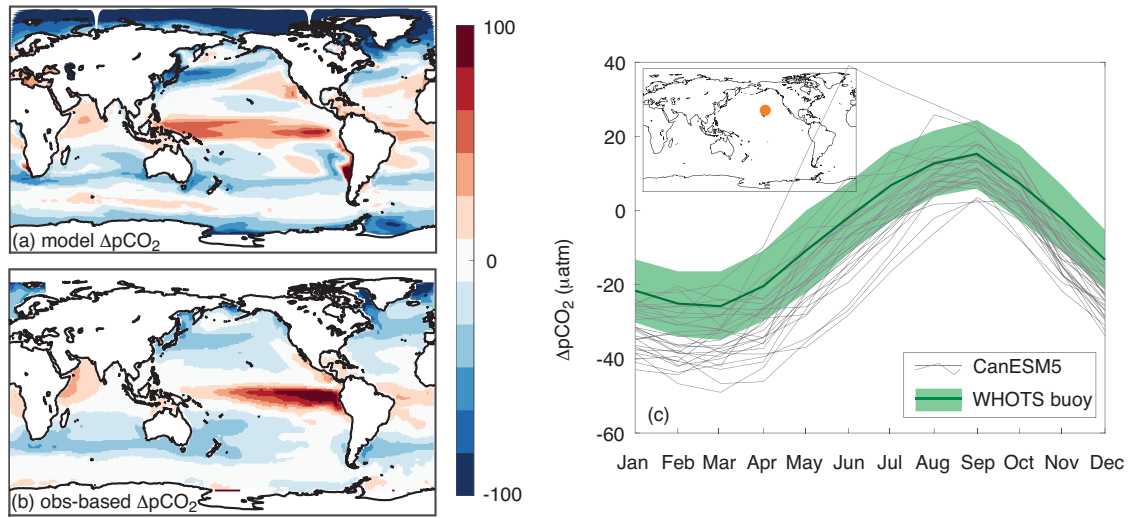 (a) model ΔpCO₂
(b) obs-based ΔpCO₂
100
0
-100
ΔpCO₂ (μatm)
40
20
0
-20
-40
-60
(c)
CanESM5
WHOTS buoy
Jan Feb Mar Apr May Jun Jul Aug Sep Oct Nov Dec